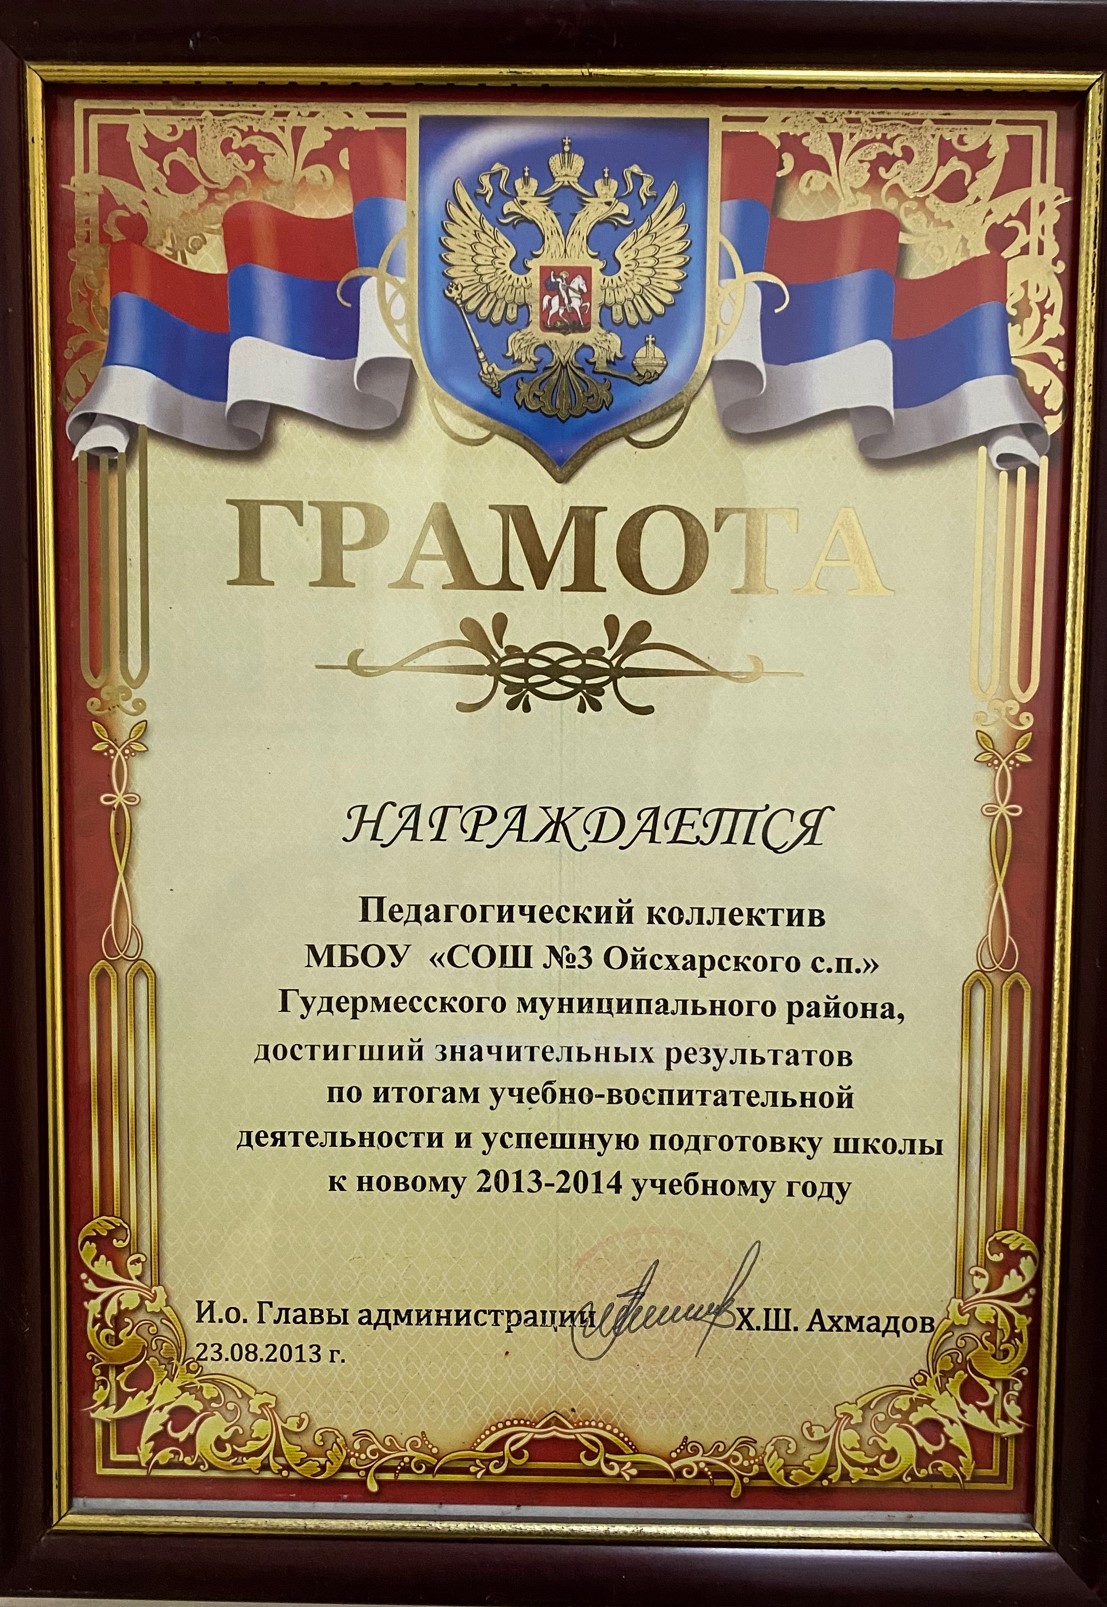 ГРАМОТА
НАГРАЖДАЕТСЯ
Педагогический коллектив
МБОУ «СОШ №3 Ойсхарского с.п.»
Гудермесского муниципального района,
достигший значительных результатов
по итогам учебно-воспитательной
деятельности и успешную подготовку школы
к новому 2013-2014 учебному году
И.о. Главы администрации Х.Ш. Ахмадов
23.08.2013 г.